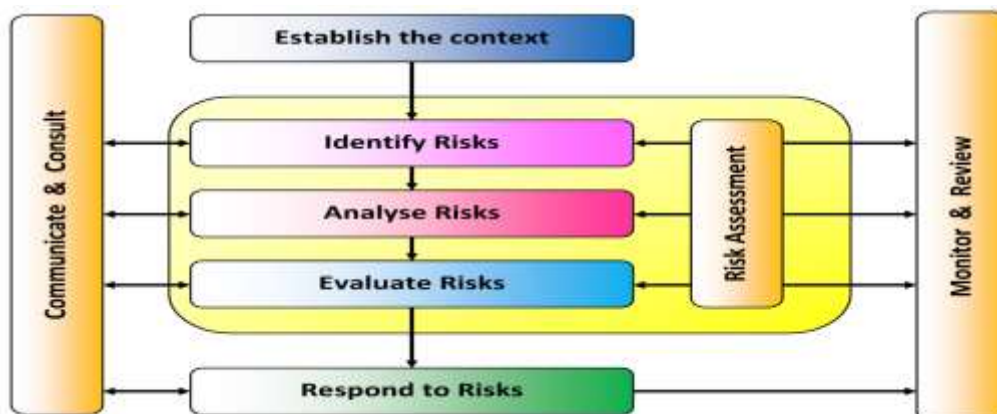 Establish the context
Communicate & Consult
Identify Risks
Analyse Risks
Evaluate Risks
Risk Assessment
Monitor & Review
Respond to Risks